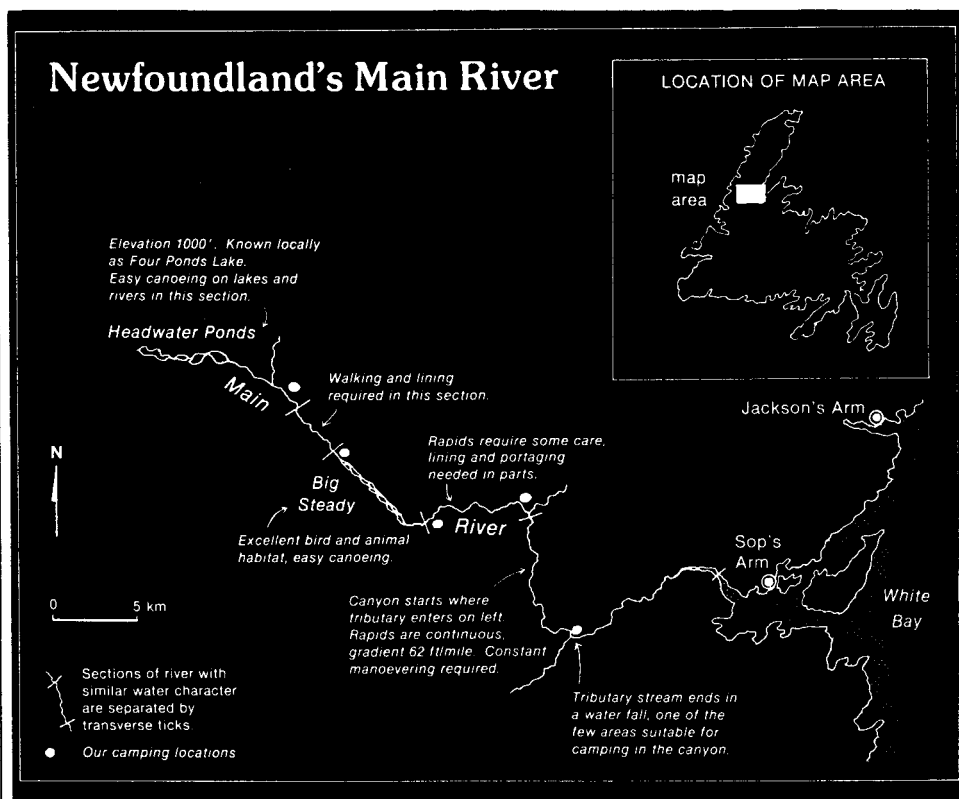 Newfoundland's Main River
LOCATION OF MAP AREA
map
area
Elevation 1000'. Known locally
as Four Ponds Lake.
Easy canoeing on lakes and
rivers in this section.
Headwater Ponds
Main
Walking and lining
required in this section.
Jackson's Arm
Rapids require some care,
lining and portaging
needed in parts.
N
Big
Steady
River
Excellent bird and animal
habitat, easy canoeing.
Sop's
Arm
White
Bay
0 5 km
Canyon starts where
tributary enters on left.
Rapids are continuous,
gradient 62 ft/mile. Constant
manoevering required.
Sections of river with
similar water character
are separated by
transverse ticks.
Our camping locations
Tributary stream ends in
a water fall, one of the
few areas suitable for
camping in the canyon.